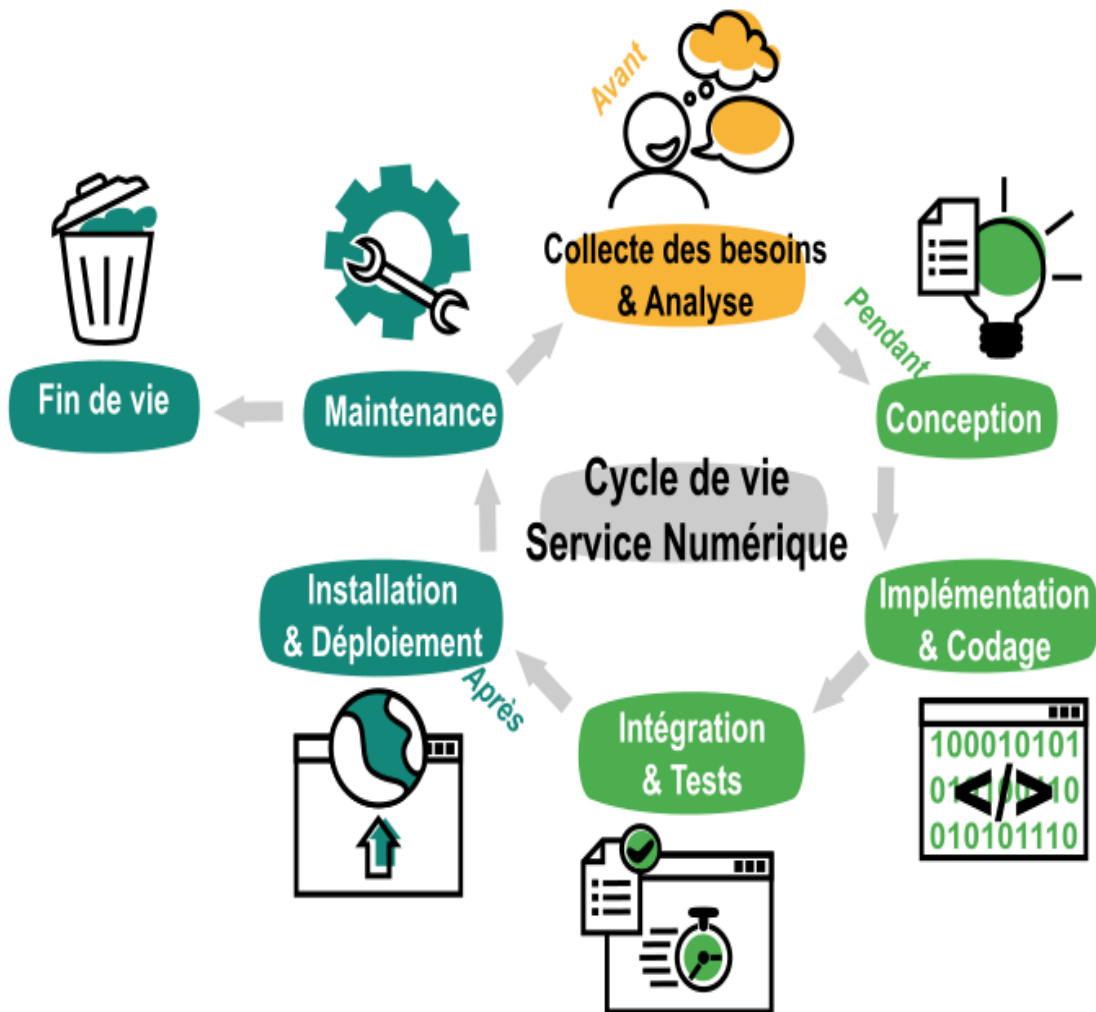 Avant
Collecte des besoins
& Analyse
Pendant
Conception
Implémentation
& Codage
100010101
010101110
</>
Intégration
& Tests
Après
Installation
& Déploiement
Maintenance
Fin de vie
Cycle de vie
Service Numérique